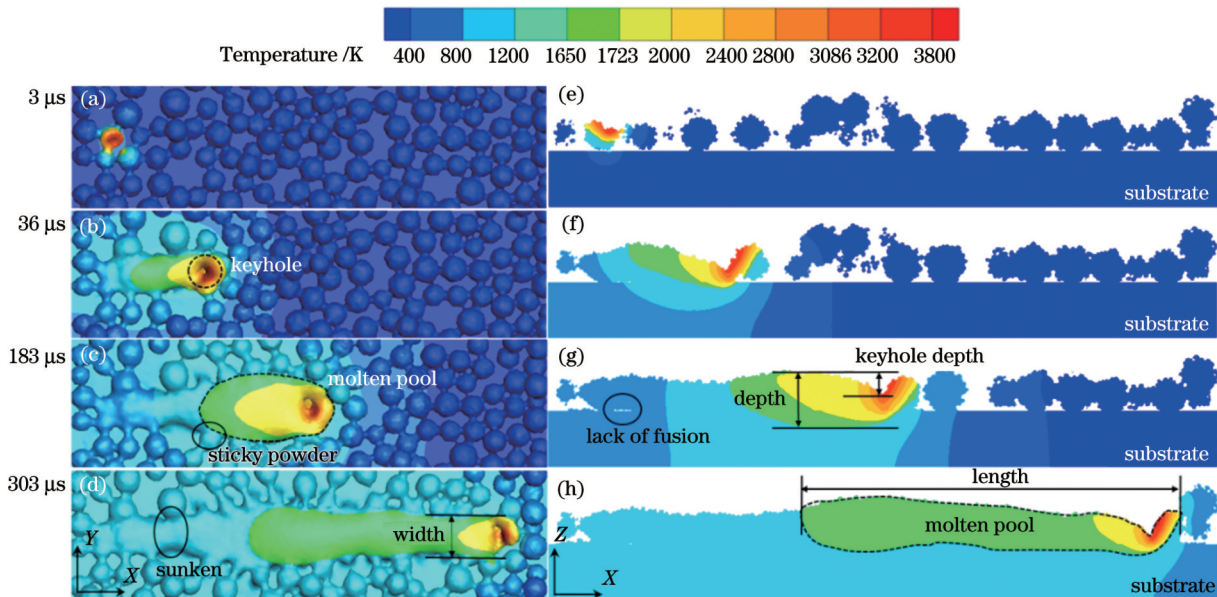 Temperature /K
400 800 1200 1650 1723 2000 2400 2800 3086 3200 3800
3 μs
(a)
(e)
substrate
36 μs
(b)
keyhole
(f)
substrate
183 μs
(c)
molten pool
sticky powder
(g)
keyhole depth
depth
lack of fusion
substrate
303 μs
(d)
width
sunken
Y
X
(h)
length
molten pool
Z
X
substrate